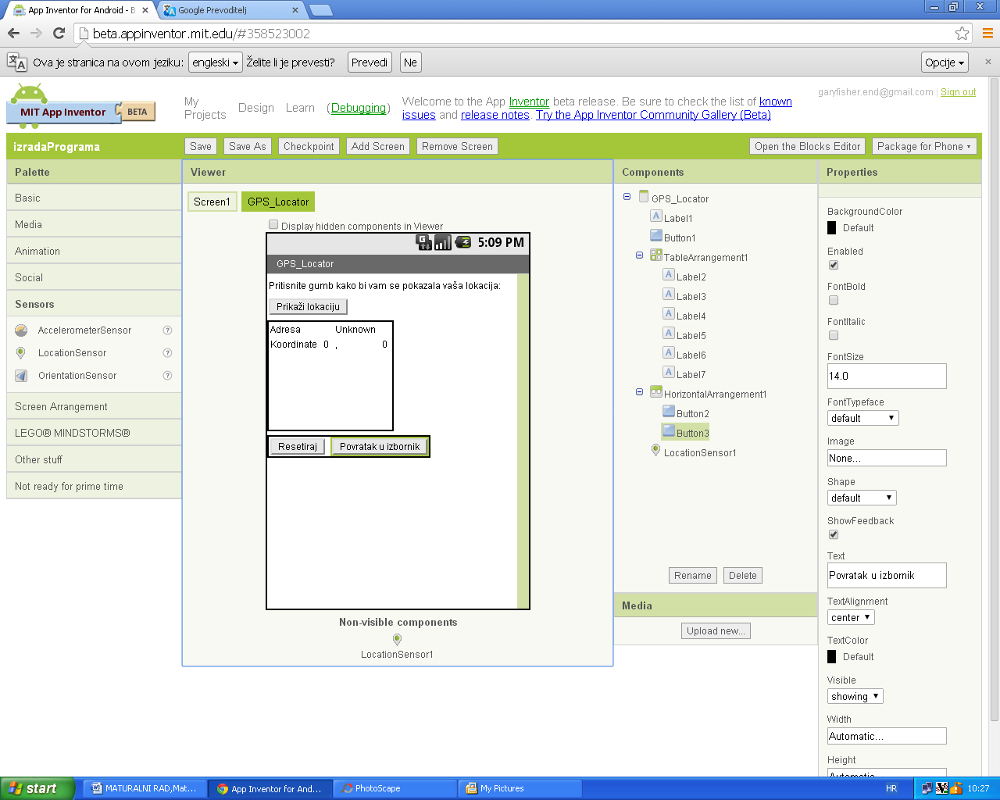 App Inventor for Android - B
Google Prevoditelj
beta.appinventor.mit.edu/#358523002
Ova je stranica na ovom jeziku: engleski Želite li je prevesti? Prevedi Ne Opcije
MIT App Inventor BETA
My Projects Design Learn (Debugging)
Welcome to the App Inventor beta release. Be sure to check the list of known
issues and release notes. Try the App Inventor Community Gallery (Beta)
garyfisher.end@gmail.com | Sign out
izradaPrograma Save Save As Checkpoint Add Screen Remove Screen Open the Blocks Editor Package for Phone
Palette
Basic
Media
Animation
Social
Sensors
AccelerometerSensor ?
LocationSensor ?
OrientationSensor ?
Screen Arrangement
LEGO® MINDSTORMS®
Other stuff
Not ready for prime time
Viewer
Screen1 GPS_Locator
Display hidden components in Viewer
5:09 PM
GPS_Locator
Pritisnite gumb kako bi vam se pokazala vaša lokacija:
Prikaži lokaciju
Adresa Unknown
Koordinate 0 , 0
Resetiraj Povratak u izbornik
Non-visible components
LocationSensor1
Components
GPS_Locator
Label1
Button1
TableArrangement1
Label2
Label3
Label4
Label5
Label6
Label7
HorizontalArrangement1
Button2
Button3
LocationSensor1
Rename Delete
Media
Upload new...
Properties
BackgroundColor
Default
Enabled
FontBold
FontItalic
FontSize
14.0
FontTypeface
default
Image
None...
Shape
default
ShowFeedback
Text
Povratak u izbornik
TextAlignment
center
TextColor
Default
Visible
showing
Width
Automatic...
Height
Automatic...
start MATURALNI RAD,Mat... App Inventor for And... PhotoScape My Pictures HR 10:27